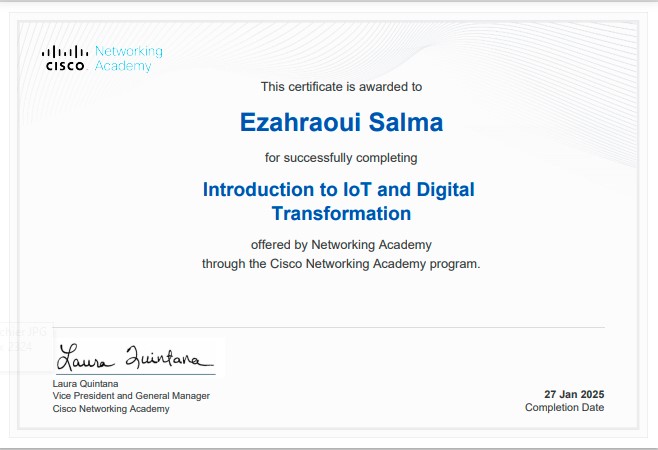 Networking
CISCO Academy
This certificate is awarded to
Ezahraoui Salma
for successfully completing
Introduction to IoT and Digital
Transformation
offered by Networking Academy
through the Cisco Networking Academy program.
Laura Quintana
Laura Quintana
Vice President and General Manager
Cisco Networking Academy
27 Jan 2025
Completion Date